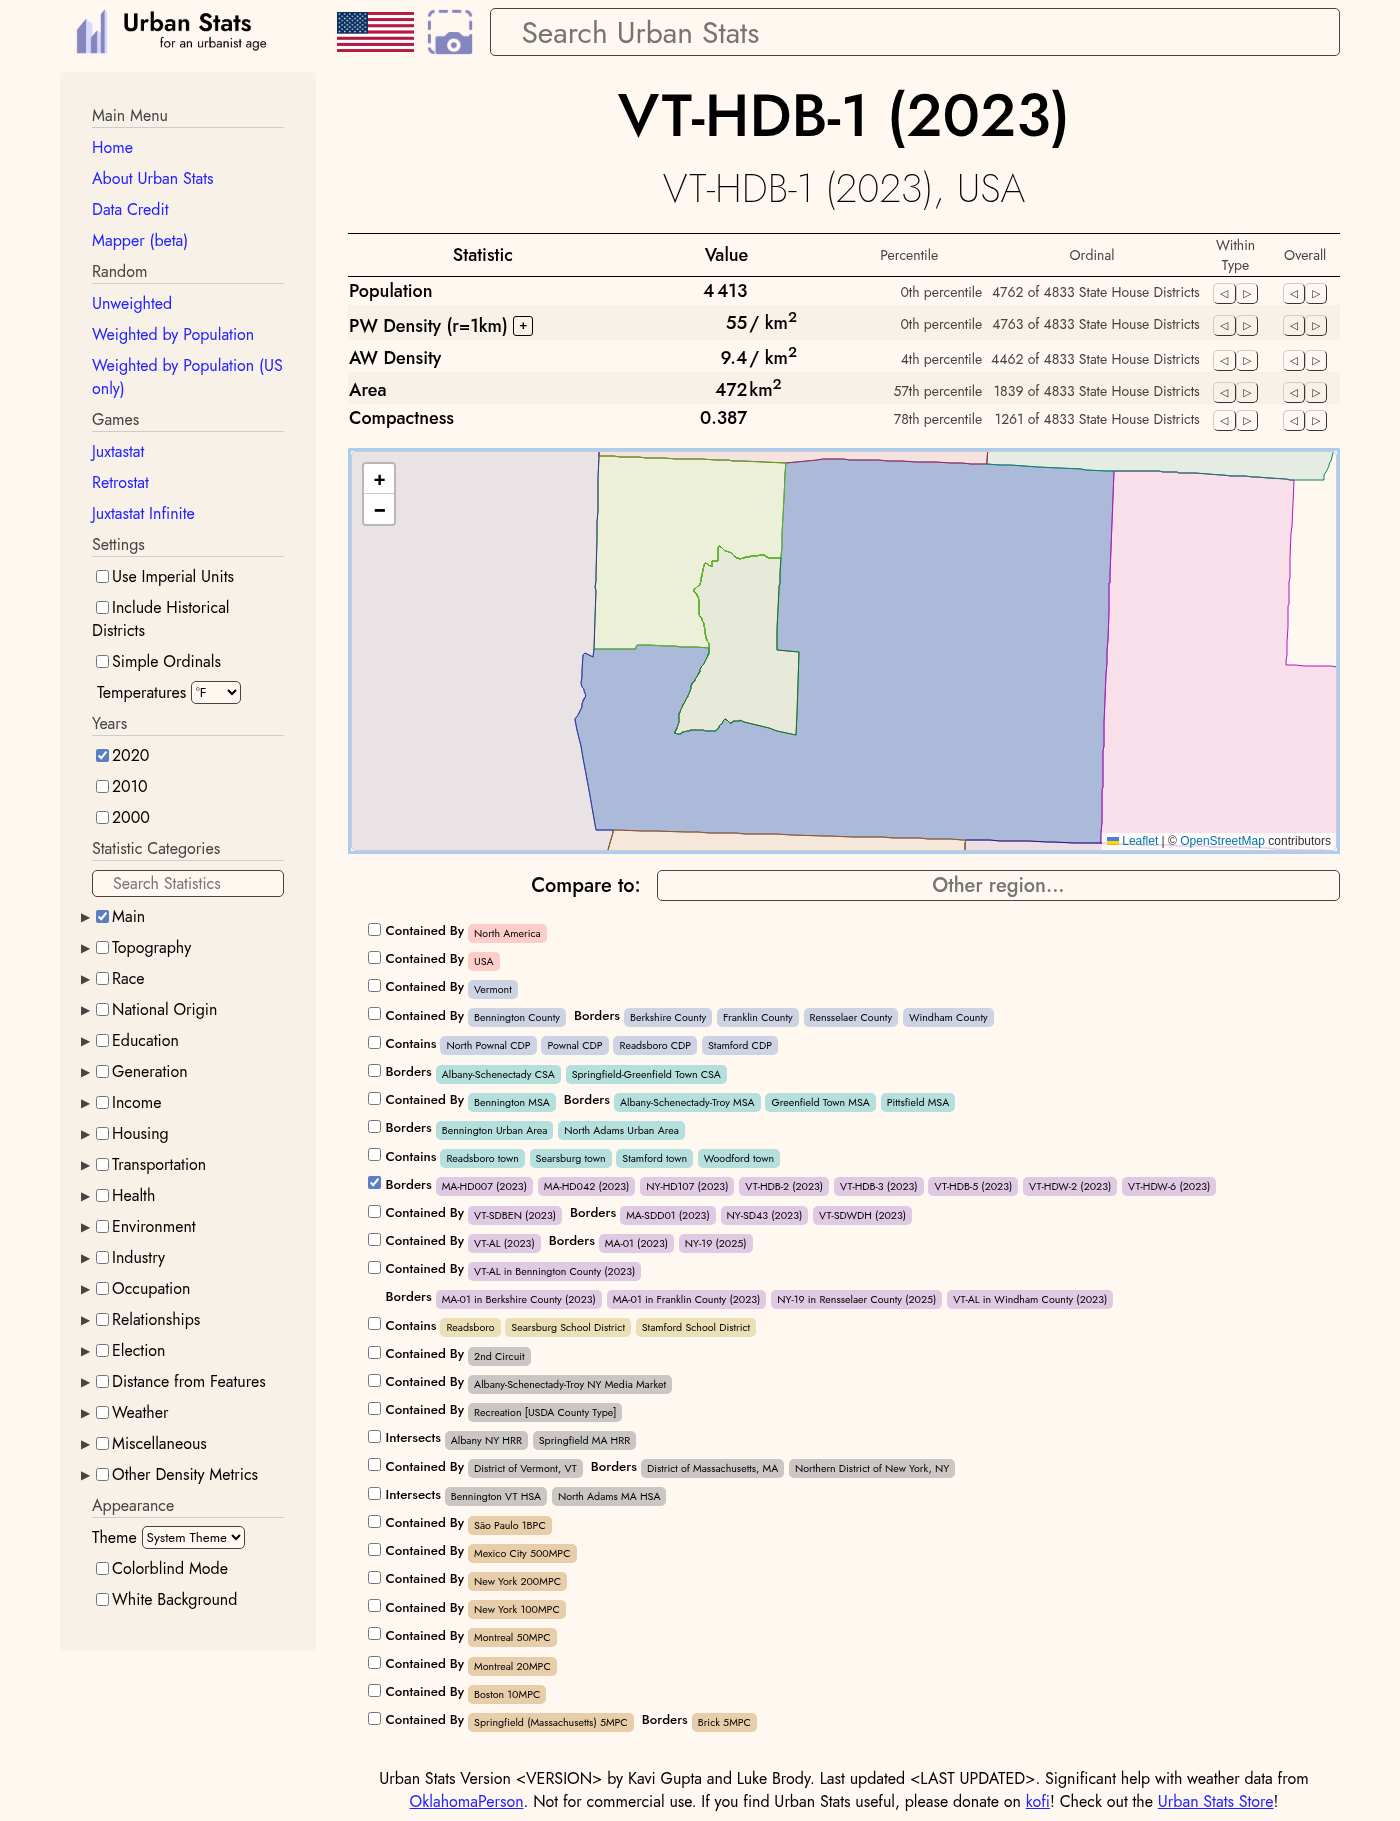 Urban Stats
for an urbanist age
Search Urban Stats
Main Menu
Home
About Urban Stats
Data Credit
Mapper (beta)
Random
Unweighted
Weighted by Population
Weighted by Population (US
only)
Games
Juxtastat
Retrostat
Juxtastat Infinite
Settings
Use Imperial Units
Include Historical
Districts
Simple Ordinals
Temperatures °F
Years
2020
2010
2000
Statistic Categories
Search Statistics
Main
Topography
Race
National Origin
Education
Generation
Income
Housing
Transportation
Health
Environment
Industry
Occupation
Relationships
Election
Distance from Features
Weather
Miscellaneous
Other Density Metrics
Appearance
Theme System Theme
Colorblind Mode
White Background
VT-HDB-1 (2023)
VT-HDB-1 (2023), USA
Statistic Value Percentile Ordinal Within Type Overall
Population 4 413 0th percentile 4762 of 4833 State House Districts
PW Density (r=1km) + 55 / km² 0th percentile 4763 of 4833 State House Districts
AW Density 9.4 / km² 4th percentile 4462 of 4833 State House Districts
Area 472 km² 57th percentile 1839 of 4833 State House Districts
Compactness 0.387 78th percentile 1261 of 4833 State House Districts
+
−
Leaflet | © OpenStreetMap contributors
Compare to: Other region...
Contained By North America
Contained By USA
Contained By Vermont
Contained By Bennington County Borders Berkshire County Franklin County Rensselaer County Windham County
Contains North Pownal CDP Pownal CDP Readsboro CDP Stamford CDP
Borders Albany-Schenectady CSA Springfield-Greenfield Town CSA
Contained By Bennington MSA Borders Albany-Schenectady-Troy MSA Greenfield Town MSA Pittsfield MSA
Borders Bennington Urban Area North Adams Urban Area
Contains Readsboro town Searsburg town Stamford town Woodford town
Borders MA-HD007 (2023) MA-HD042 (2023) NY-HD107 (2023) VT-HDB-2 (2023) VT-HDB-3 (2023) VT-HDB-5 (2023) VT-HDW-2 (2023) VT-HDW-6 (2023)
Contained By VT-SDBEN (2023) Borders MA-SDD01 (2023) NY-SD43 (2023) VT-SDWDH (2023)
Contained By VT-AL (2023) Borders MA-01 (2023) NY-19 (2025)
Contained By VT-AL in Bennington County (2023)
Borders MA-01 in Berkshire County (2023) MA-01 in Franklin County (2023) NY-19 in Rensselaer County (2025) VT-AL in Windham County (2023)
Contains Readsboro Searsburg School District Stamford School District
Contained By 2nd Circuit
Contained By Albany-Schenectady-Troy NY Media Market
Contained By Recreation [USDA County Type]
Intersects Albany NY HRR Springfield MA HRR
Contained By District of Vermont, VT Borders District of Massachusetts, MA Northern District of New York, NY
Intersects Bennington VT HSA North Adams MA HSA
Contained By São Paulo 1BPC
Contained By Mexico City 500MPC
Contained By New York 200MPC
Contained By New York 100MPC
Contained By Montreal 50MPC
Contained By Montreal 20MPC
Contained By Boston 10MPC
Contained By Springfield (Massachusetts) 5MPC Borders Brick 5MPC
Urban Stats Version <VERSION> by Kavi Gupta and Luke Brody. Last updated <LAST UPDATED>. Significant help with weather data from
OklahomaPerson. Not for commercial use. If you find Urban Stats useful, please donate on kofi! Check out the Urban Stats Store!